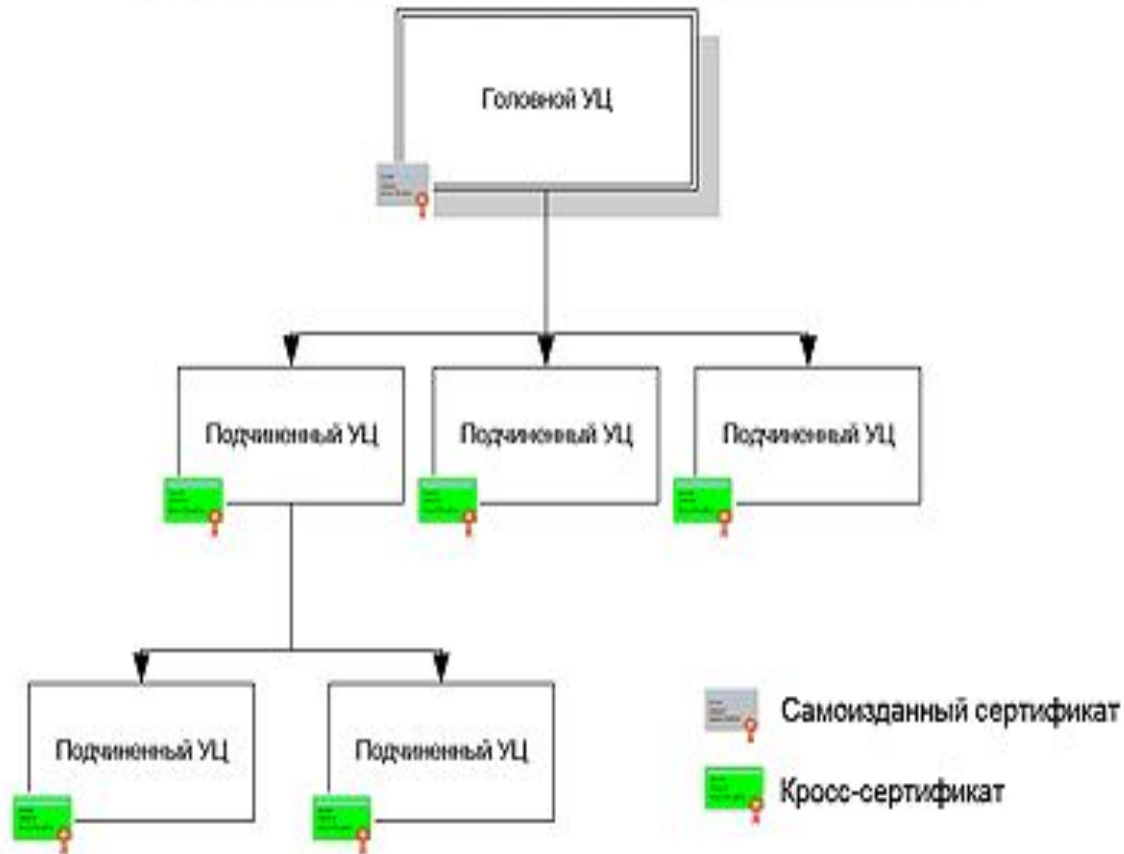 Головной УЦ
Подчиненный УЦ
Подчиненный УЦ
Подчиненный УЦ
Подчиненный УЦ
Подчиненный УЦ
Самоизданный сертификат
Кросс-сертификат